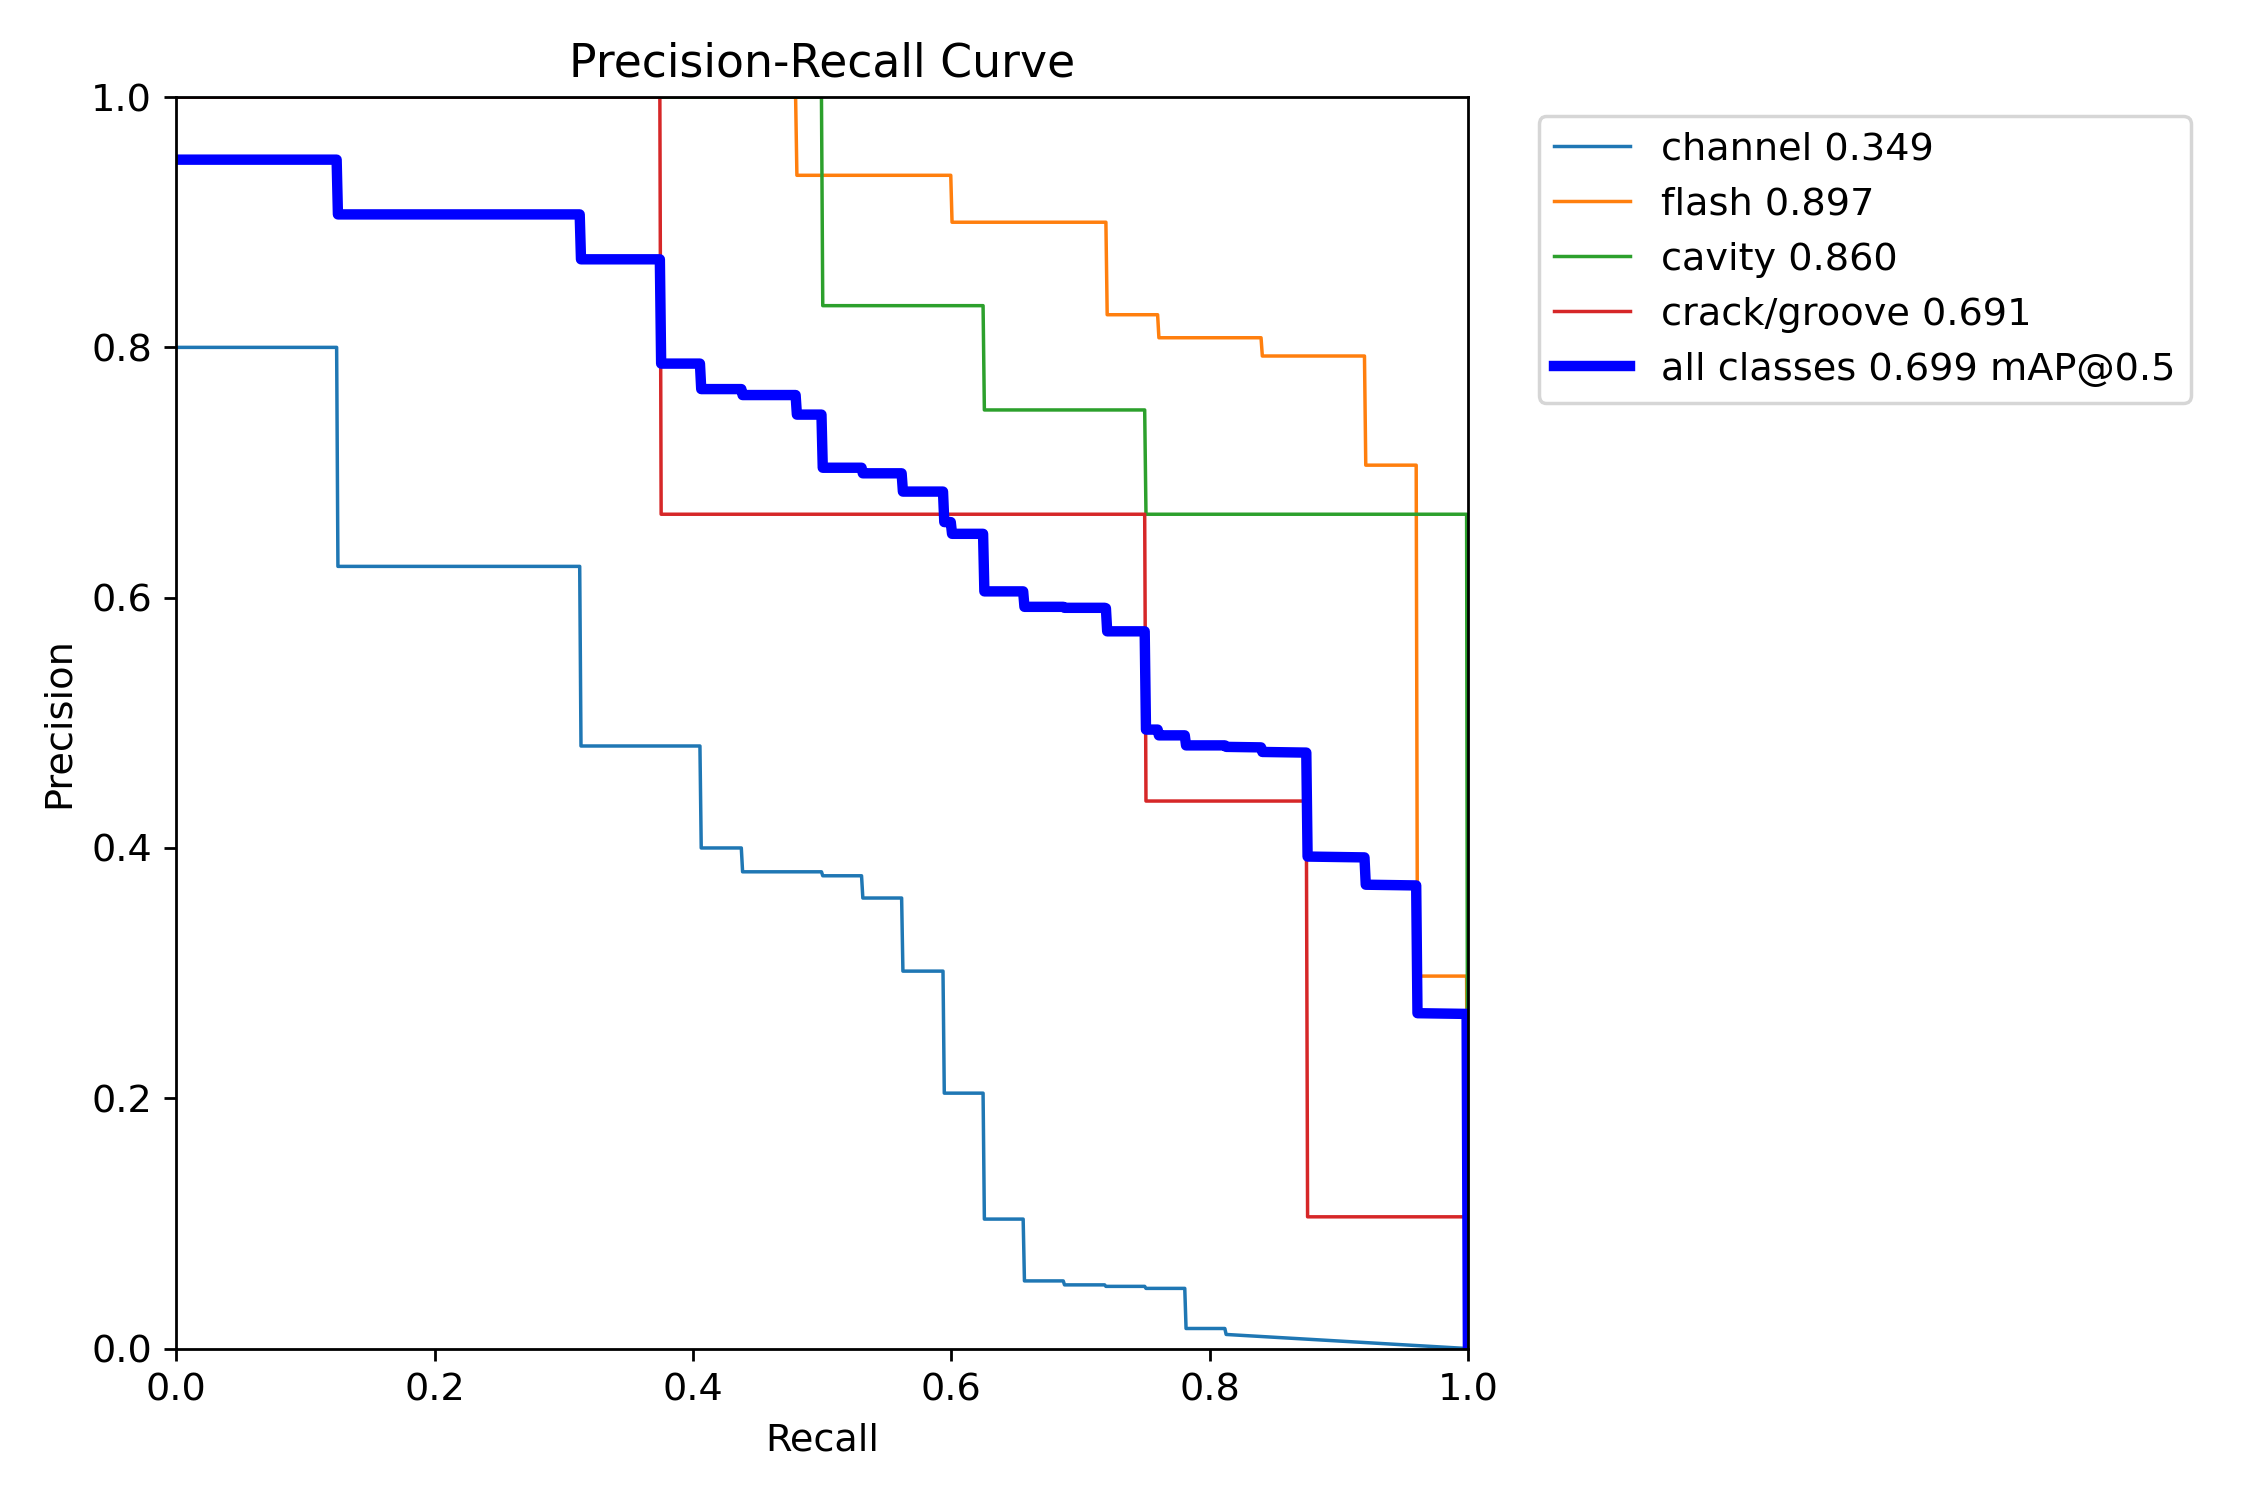 Precision-Recall Curve
1.0
0.8
0.6
0.4
0.2
0.0
Precision
0.0 0.2 0.4 0.6 0.8 1.0
Recall
channel 0.349
flash 0.897
cavity 0.860
crack/groove 0.691
all classes 0.699 mAP@0.5